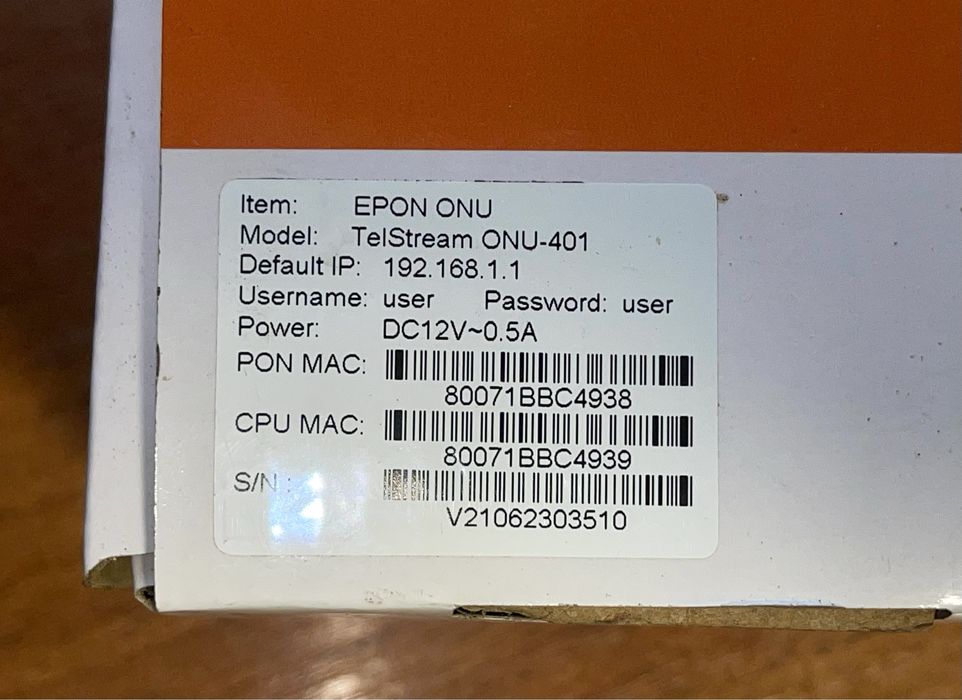 Item: EPON ONU
Model: TelStream ONU-401
Default IP: 192.168.1.1
Username: user Password: user
Power: DC12V~0.5A
PON MAC:
80071BBC4938
CPU MAC:
80071BBC4939
S/N :
V21062303510